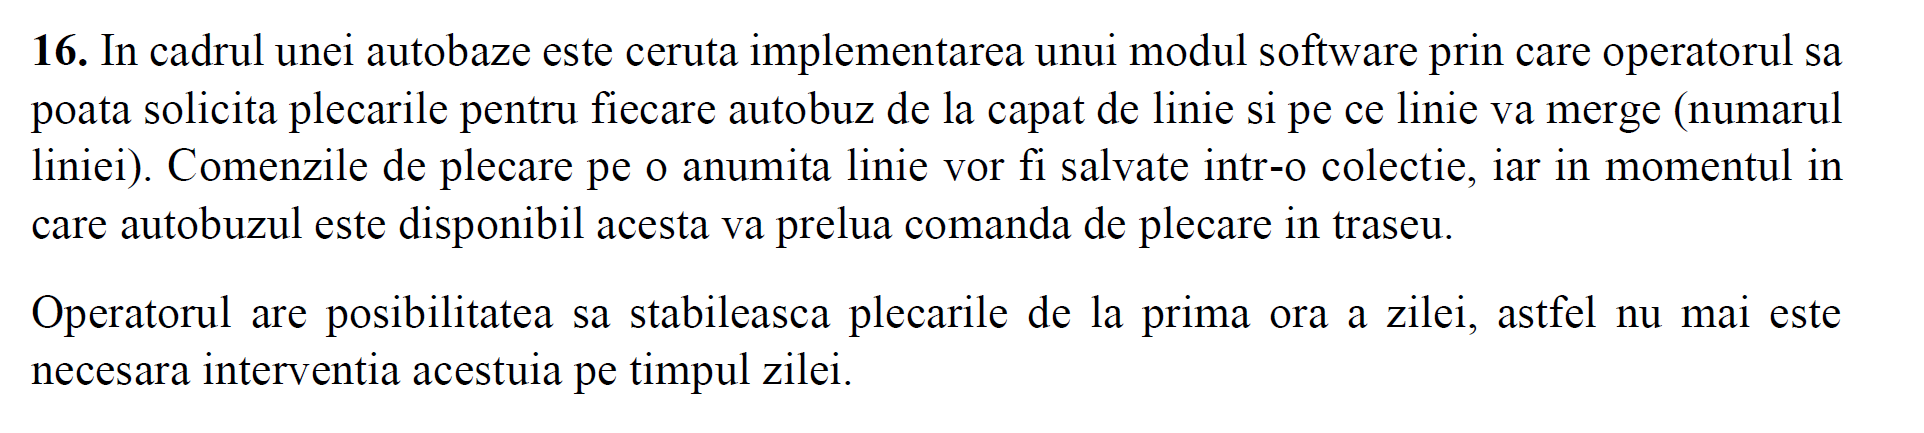 16. In cadrul unei autobaze este ceruta implementarea unui modul software prin care operatorul sa
poata solicita plecarile pentru fiecare autobuz de la capat de linie si pe ce linie va merge (numarul
liniei). Comenzile de plecare pe o anumita linie vor fi salvate intr-o colectie, iar in momentul in
care autobuzul este disponibil acesta va prelua comanda de plecare in traseu.
Operatorul are posibilitatea sa stabileasca plecarile de la prima ora a zilei, astfel nu mai este
necesara interventia acestuia pe timpul zilei.